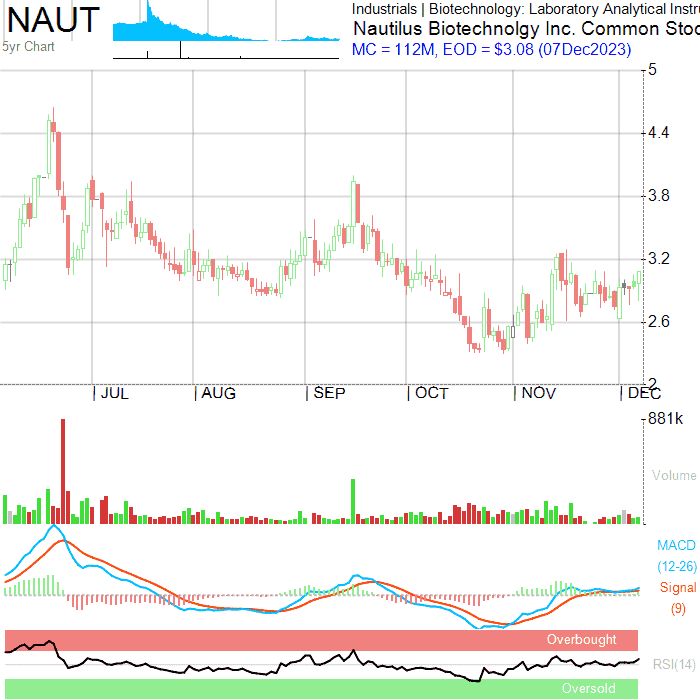 NAUT
Industrials | Biotechnology: Laboratory Analytical Instru
Nautilus Biotechnolgy Inc. Common Stoc
5yr Chart
MC = 112M, EOD = $3.08 (07Dec2023)
5
4.4
3.8
3.2
2.6
2
JUL AUG SEP OCT NOV DEC
881k
Volume
MACD
(12-26)
Signal
(9)
Overbought
RSI(14)
Oversold